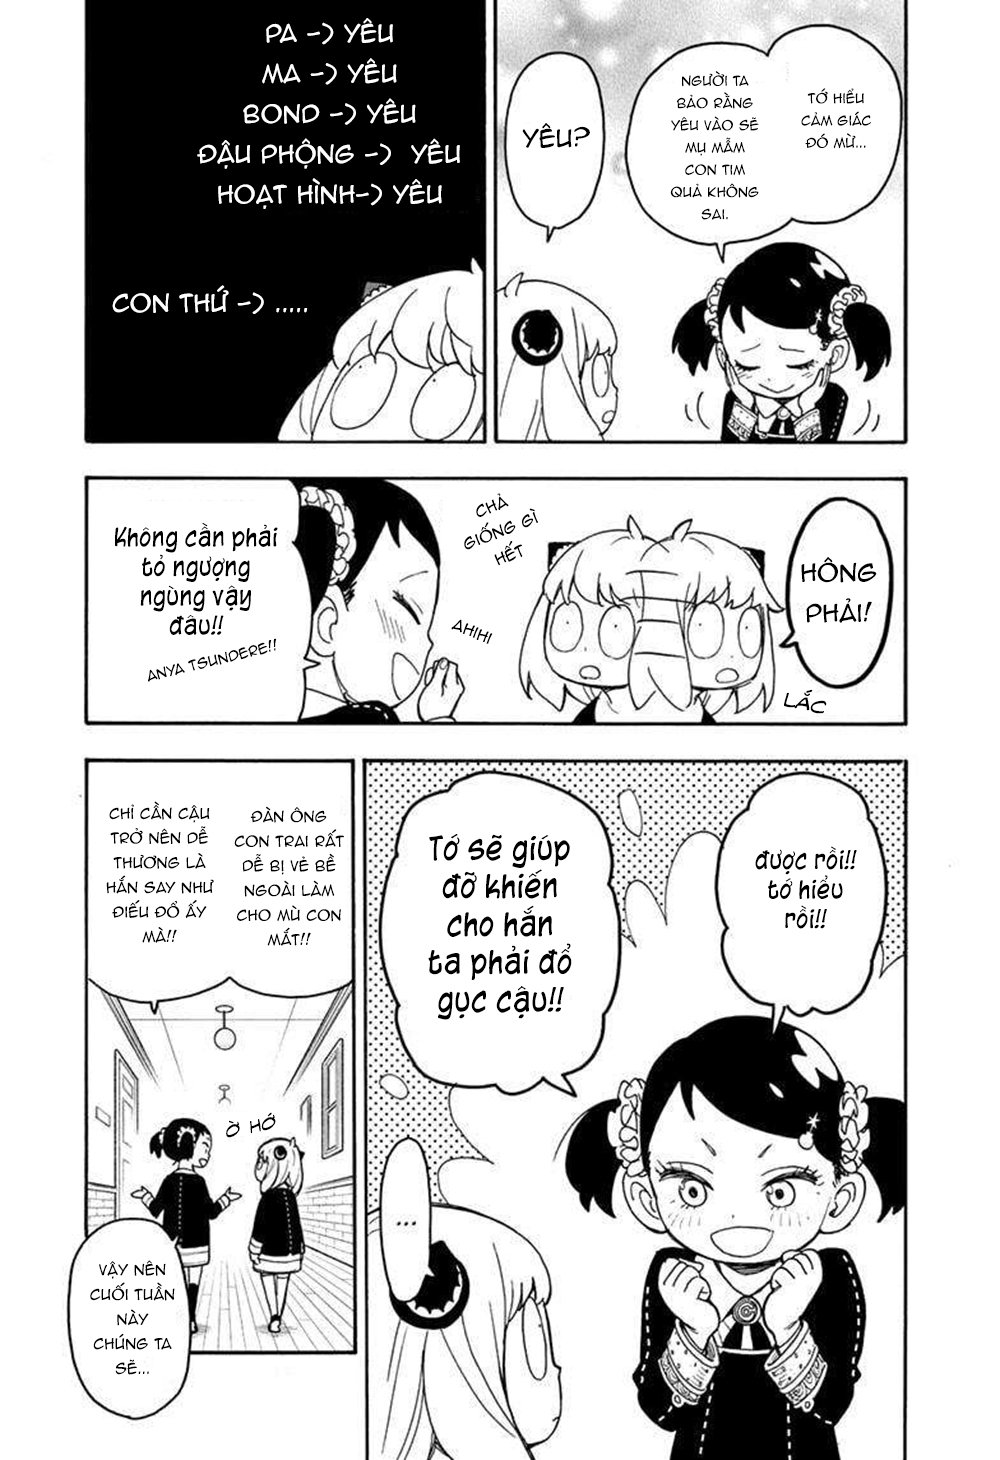 TỚ HIỂU
CẢM GIÁC
ĐÓ MỪ...
NGƯỜI TA
BẢO RẰNG
YÊU VÀO SẼ
MỤ MẪM
CON TIM
QUẢ KHÔNG
SAI.
YÊU?
PA -) YÊU
MA -) YÊU
BOND -) YÊU
ĐẬU PHỘNG -) YÊU
HOẠT HÌNH-) YÊU
CON THỨ -) .....
HÔNG
PHẢI!
LẮC
CHẢ
GIỐNG GÌ
HẾT
AHIHI
Không cần phải
tỏ ngượng
ngùng vậy
đâu!!
ANYA TSUNDERE!!
được rồi!!
tớ hiểu
rồi!!
Tớ sẽ giúp
đỡ khiến
cho hắn
ta phải đổ
gục cậu!!
...
ĐÀN ÔNG
CON TRAI RẤT
DỄ BỊ VẺ BỀ
NGOÀI LÀM
CHO MÙ CON
MẮT!!
CHỈ CẦN CẬU
TRỞ NÊN DỄ
THƯƠNG LÀ
HẮN SAY NHƯ
ĐIẾU ĐỔ ẤY
MÀ!!
Ờ HỚ
VẬY NÊN
CUỐI TUẦN
NÀY
CHÚNG TA
SẼ...